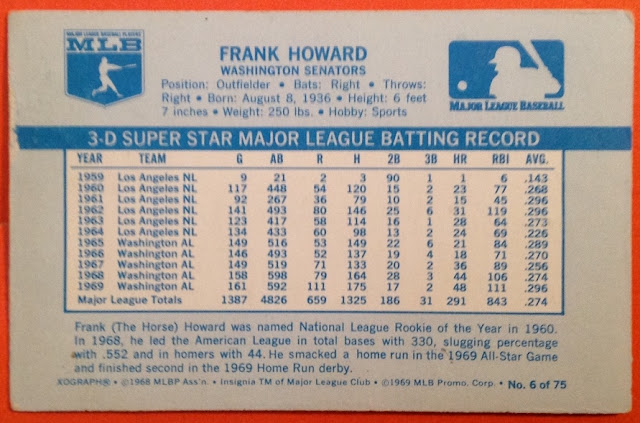 MAJOR LEAGUE BASEBALL PLAYERS
MLB
FRANK HOWARD
WASHINGTON SENATORS
Position: Outfielder • Bats: Right • Throws:
Right • Born: August 8, 1936 • Height: 6 feet
7 inches • Weight: 250 lbs. • Hobby: Sports
MAJOR LEAGUE BASEBALL
3-D SUPER STAR MAJOR LEAGUE BATTING RECORD
YEAR TEAM G AB R H 2B 3B HR RBI AVG.
1959 Los Angeles NL 9 21 2 3 90 1 1 6 .143
1960 Los Angeles NL 117 448 54 120 15 2 23 77 .268
1961 Los Angeles NL 92 267 36 79 10 2 15 45 .296
1962 Los Angeles NL 141 493 80 146 25 6 31 119 .296
1963 Los Angeles NL 123 417 58 114 16 1 28 64 .273
1964 Los Angeles NL 134 433 60 98 13 2 24 69 .226
1965 Washington AL 149 516 53 149 22 6 21 84 .289
1966 Washington AL 146 493 52 137 19 4 18 71 .270
1967 Washington AL 149 519 71 133 20 2 36 89 .256
1968 Washington AL 158 598 79 164 28 3 44 106 .274
1969 Washington AL 161 592 111 175 17 2 48 111 .296
Major League Totals 1387 4826 659 1325 186 31 291 843 .274
Frank (The Horse) Howard was named National League Rookie of the Year in 1960.
In 1968, he led the American League in total bases with 330, slugging percentage
with .552 and in homers with 44. He smacked a home run in the 1969 All-Star Game
and finished second in the 1969 Home Run derby.
XOGRAPH® • ©1968 MLBP Ass'n. • Insignia TM of Major League Club • ©1969 MLB Promo. Corp. • No. 6 of 75